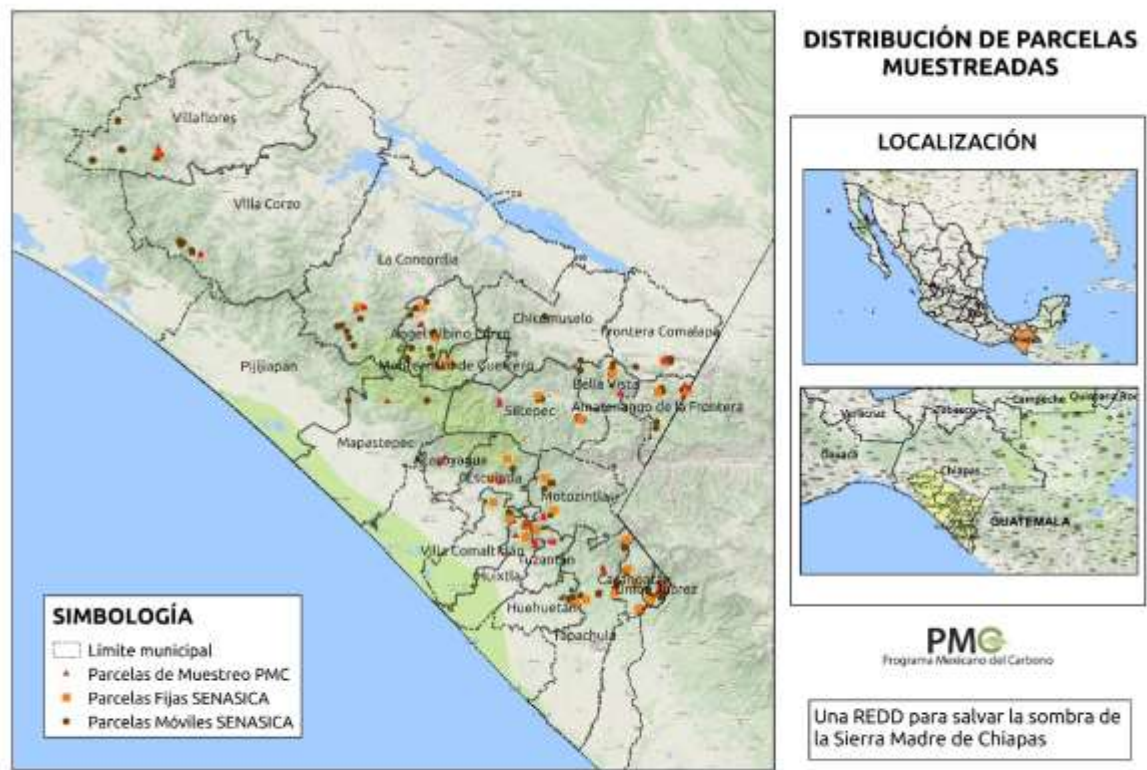 Villaflores
Villa Corzo
La Concordia
Chicomuselo
Frontera Comalapa
Pijijiapan
Bella Vista
Siltepec
Amatenango de la Frontera
Mapastepec
Escuintla
Motozintla
Villa Comaltitlán
Tuzantán
Huixtla
Huehuetán
Tapachula
SIMBOLOGÍA
Límite municipal
Parcelas de Muestreo PMC
Parcelas Fijas SENASICA
Parcelas Móviles SENASICA
DISTRIBUCIÓN DE PARCELAS
MUESTREADAS
LOCALIZACIÓN
Veracruz
Tabasco
Campeche
Quintana Roo
Oaxaca
Chiapas
GUATEMALA
PMC
Programa Mexicano del Carbono
Una REDD para salvar la sombra de
la Sierra Madre de Chiapas